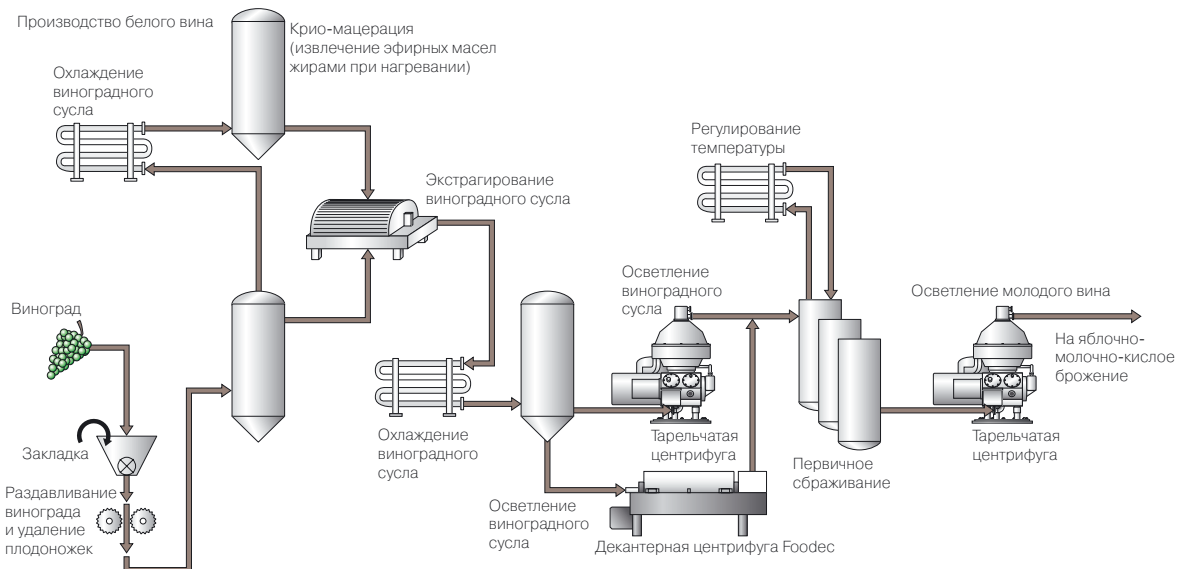 Производство белого вина
Крио-мацерация
(извлечение эфирных масел
жирами при нагревании)
Охлаждение
виноградного
сусла
Экстрагирование
виноградного сусла
Регулирование
температуры
Виноград
Осветление
виноградного
сусла
Осветление молодого вина
На яблочно-
молочно-кислое
брожение
Закладка
Охлаждение
виноградного
сусла
Тарельчатая
центрифуга
Первичное
сбраживание
Тарельчатая
центрифуга
Раздавливание
винограда
и удаление
плодоножек
Осветление
виноградного
сусла
Декантерная центрифуга Foodec